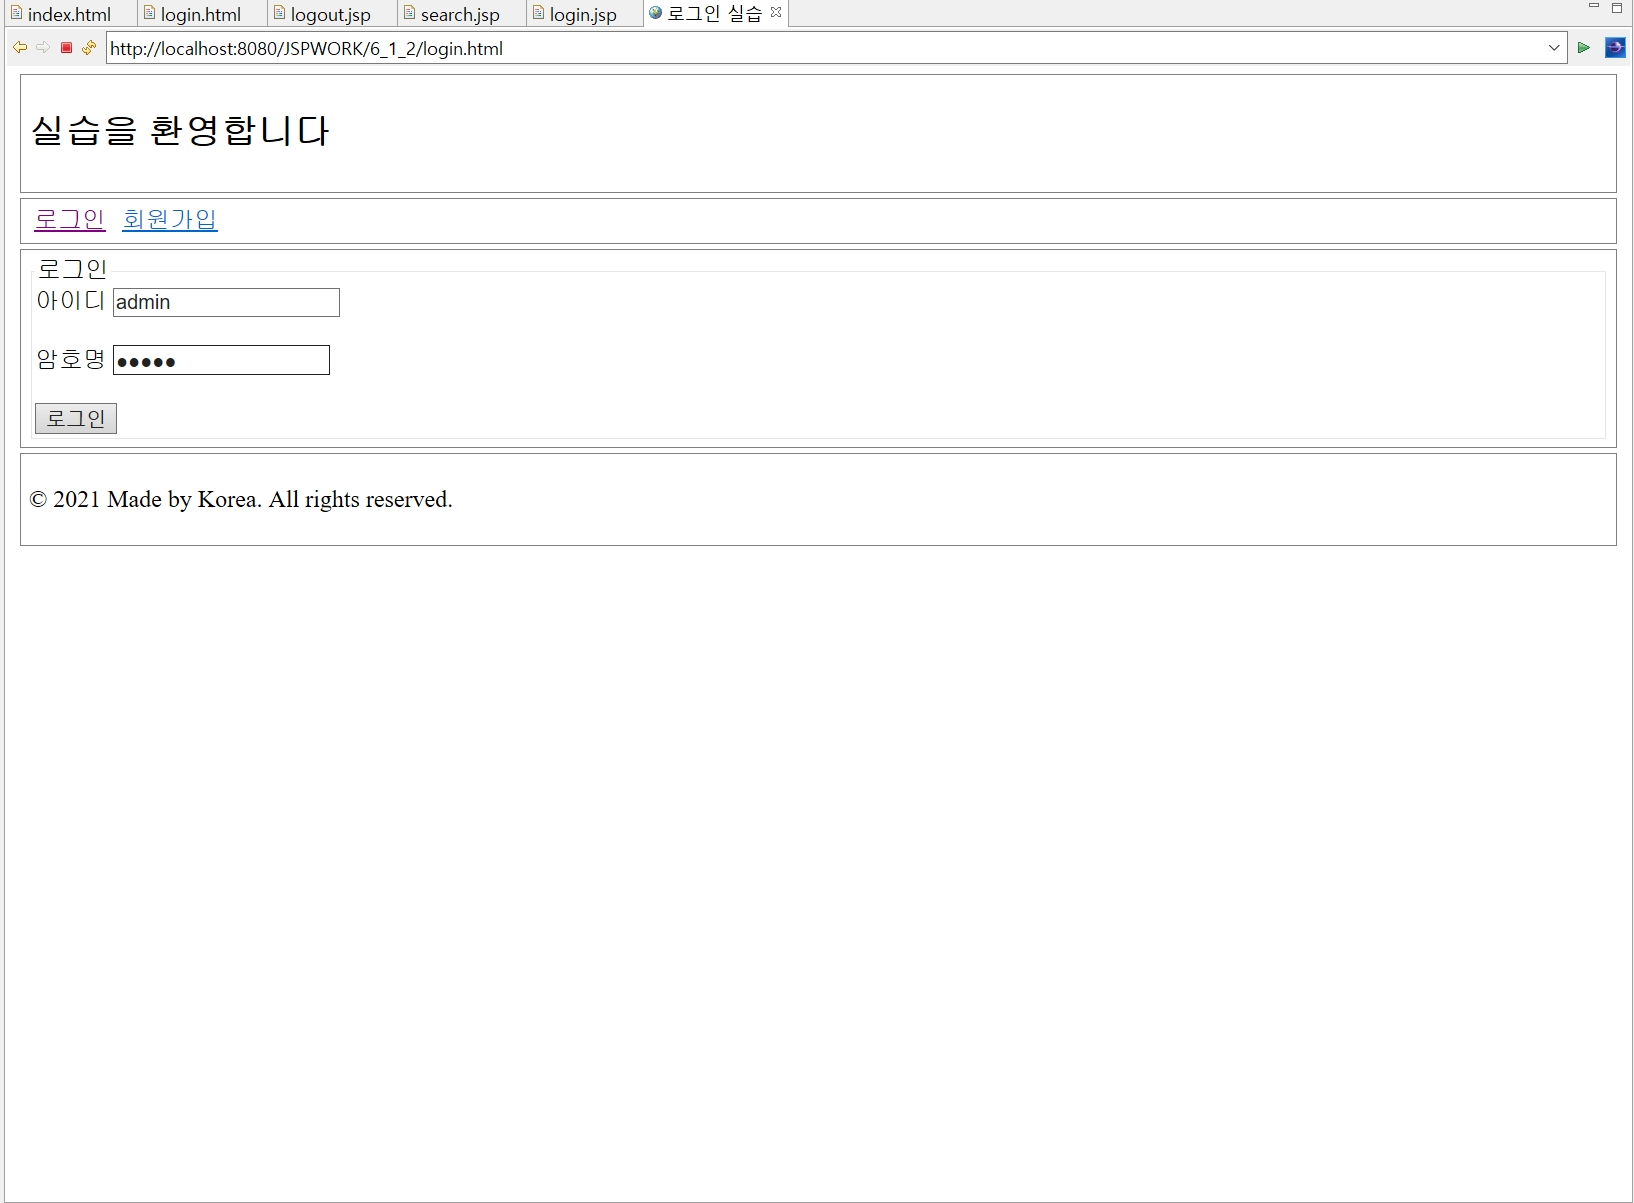 index.html login.html logout.jsp search.jsp login.jsp 로그인 실습
http://localhost:8080/JSPWORK/6_1_2/login.html
실습을 환영합니다
로그인 회원가입
로그인
아이디 admin
암호명 ●●●●●
로그인
© 2021 Made by Korea. All rights reserved.